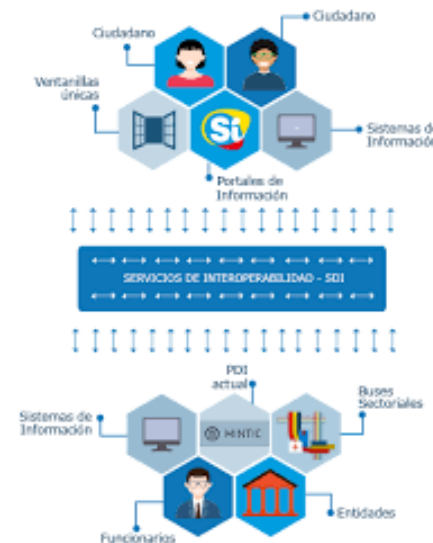 Ciudadano
Ciudadano
Ventanillas
únicas
Si
Sistemas de
Información
Portales de
Información
SERVICIOS DE INTEROPERABILIDAD - SDI
PDI
actual
Buses
Sectoriales
Sistemas de
Información
MINTIC
Funcionarios
Entidades